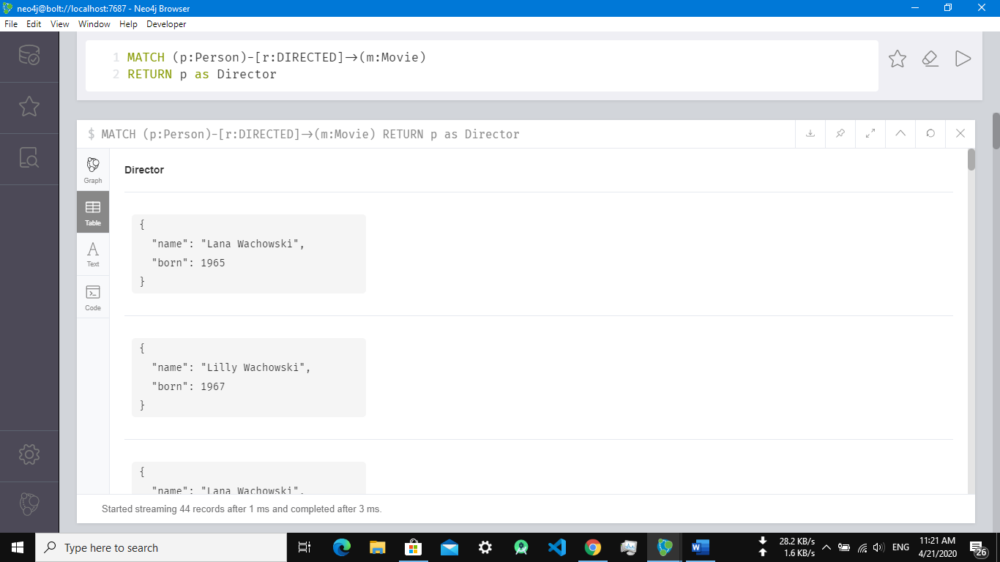 neo4j@bolt://localhost:7687 - Neo4j Browser
File Edit View Window Help Developer
1 MATCH (p:Person)-[r:DIRECTED]->(m:Movie)
2 RETURN p as Director
$ MATCH (p:Person)-[r:DIRECTED]->(m:Movie) RETURN p as Director
Graph
Table
A
Text
Code
Director
{
"name": "Lana Wachowski",
"born": 1965
}
{
"name": "Lilly Wachowski",
"born": 1967
}
{
"name": "Lana Wachowski",
Started streaming 44 records after 1 ms and completed after 3 ms.
Type here to search
28.2 KB/s
1.6 KB/s
ENG
11:21 AM
4/21/2020
26